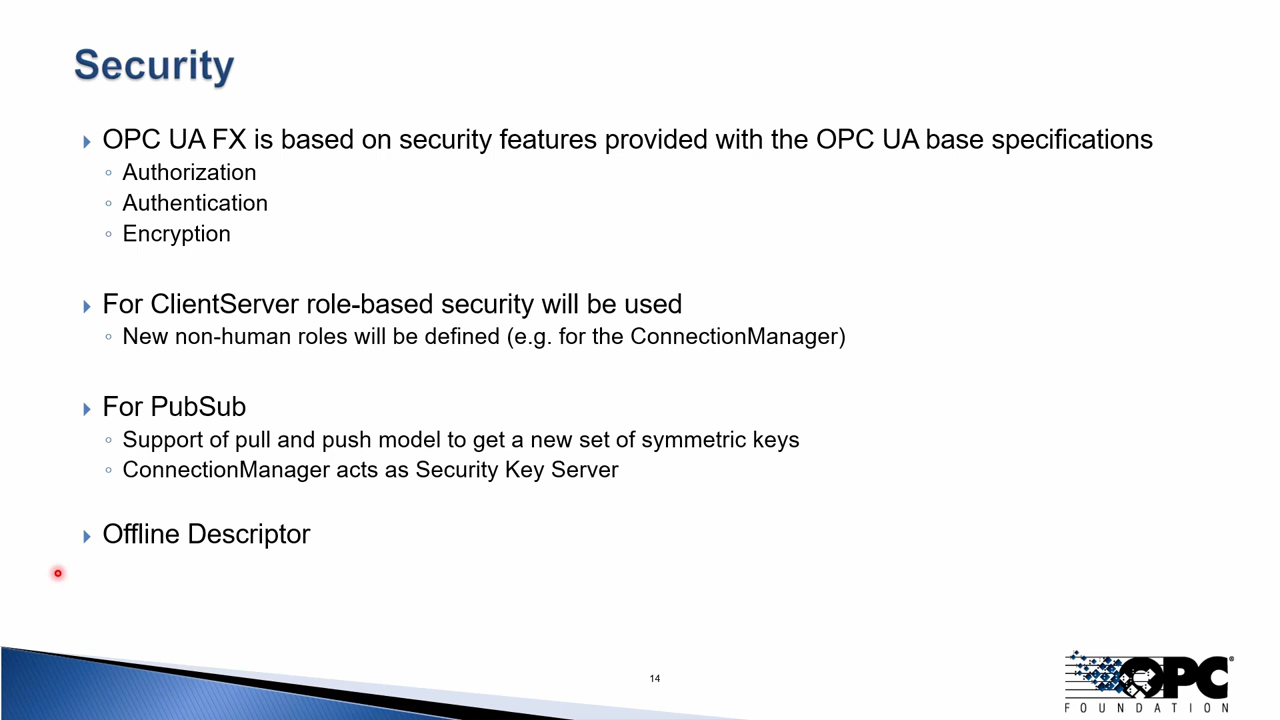 Security
OPC UA FX is based on security features provided with the OPC UA base specifications
Authorization
Authentication
Encryption
For ClientServer role-based security will be used
New non-human roles will be defined (e.g. for the ConnectionManager)
For PubSub
Support of pull and push model to get a new set of symmetric keys
ConnectionManager acts as Security Key Server
Offline Descriptor
14
OPC®
FOUNDATION